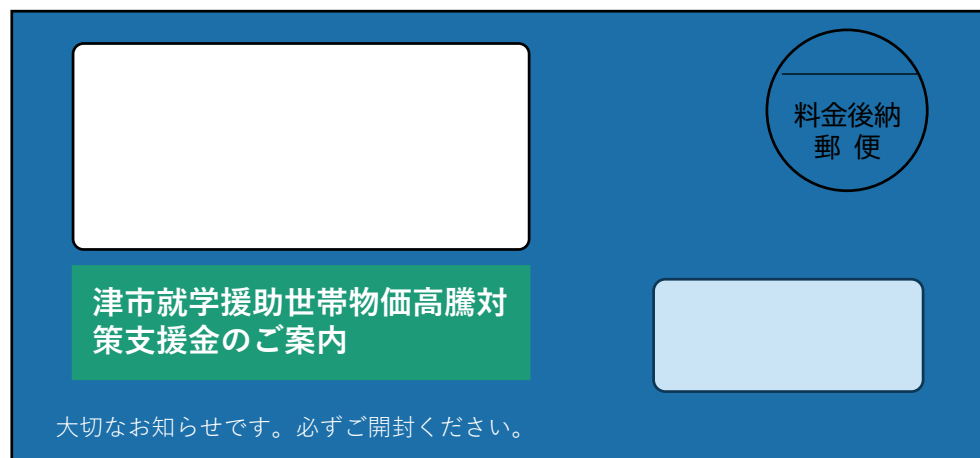 料金後納
郵 便
津市就学援助世帯物価高騰対
策支援金のご案内
大切なお知らせです。必ずご開封ください。